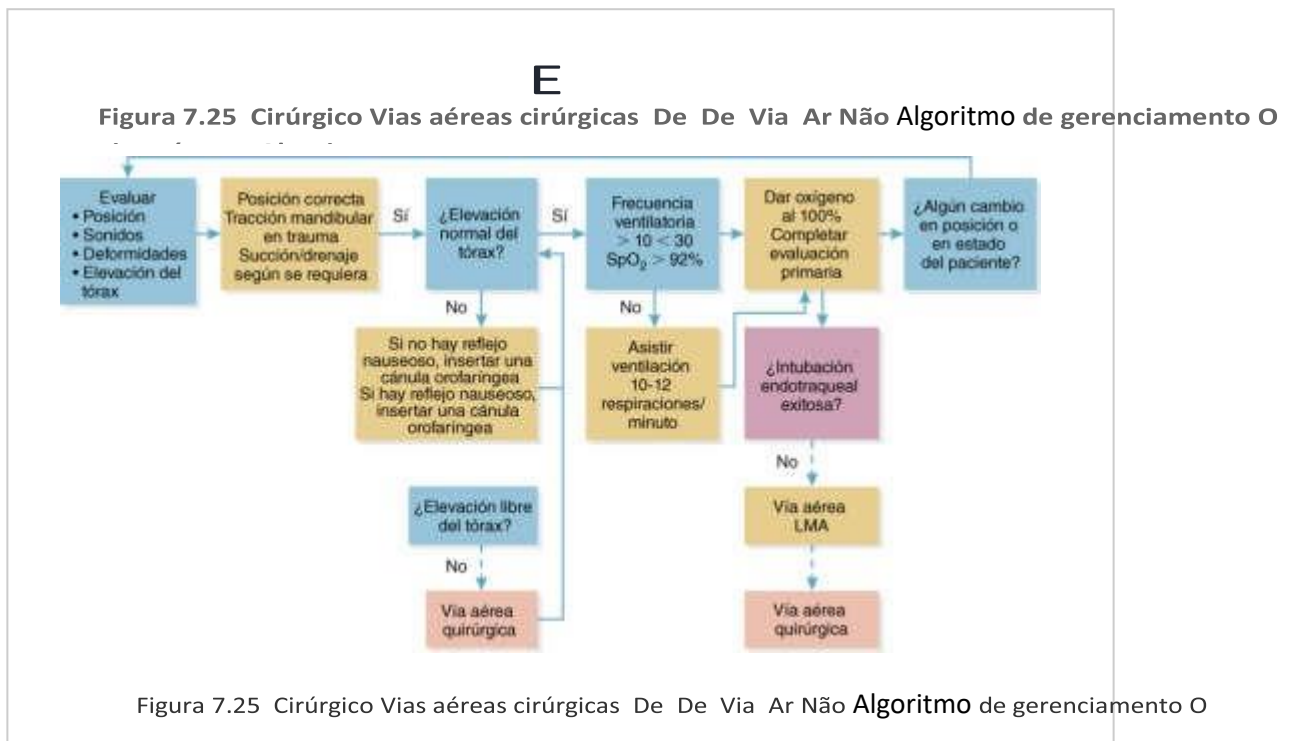 E
Figura 7.25 Cirúrgico Vias aéreas cirúrgicas De De Via Ar Não Algoritmo de gerenciamento O
Evaluar
• Posición
• Sonidos
• Deformidades
• Elevación del
tórax
Posición correcta
Tracción mandibular
en trauma
Succión/drenaje
según se requiera
Sí
¿Elevación
normal del
tórax?
Sí
Frecuencia
ventilatoria
> 10 < 30
SpO2 > 92%
Dar oxígeno
al 100%
Completar
evaluación
primaria
¿Algún cambio
en posición o
en estado
del paciente?
No
Si no hay reflejo
nauseoso, insertar una
cánula orofaríngea
Si hay reflejo nauseoso,
insertar una cánula
orofaríngea
No
Asistir
ventilación
10-12
respiraciones/
minuto
¿Intubación
endotraqueal
exitosa?
No
¿Elevación libre
del tórax?
Vía aérea
LMA
No
Vía aérea
quirúrgica
Vía aérea
quirúrgica
Figura 7.25 Cirúrgico Vias aéreas cirúrgicas De De Via Ar Não Algoritmo de gerenciamento O